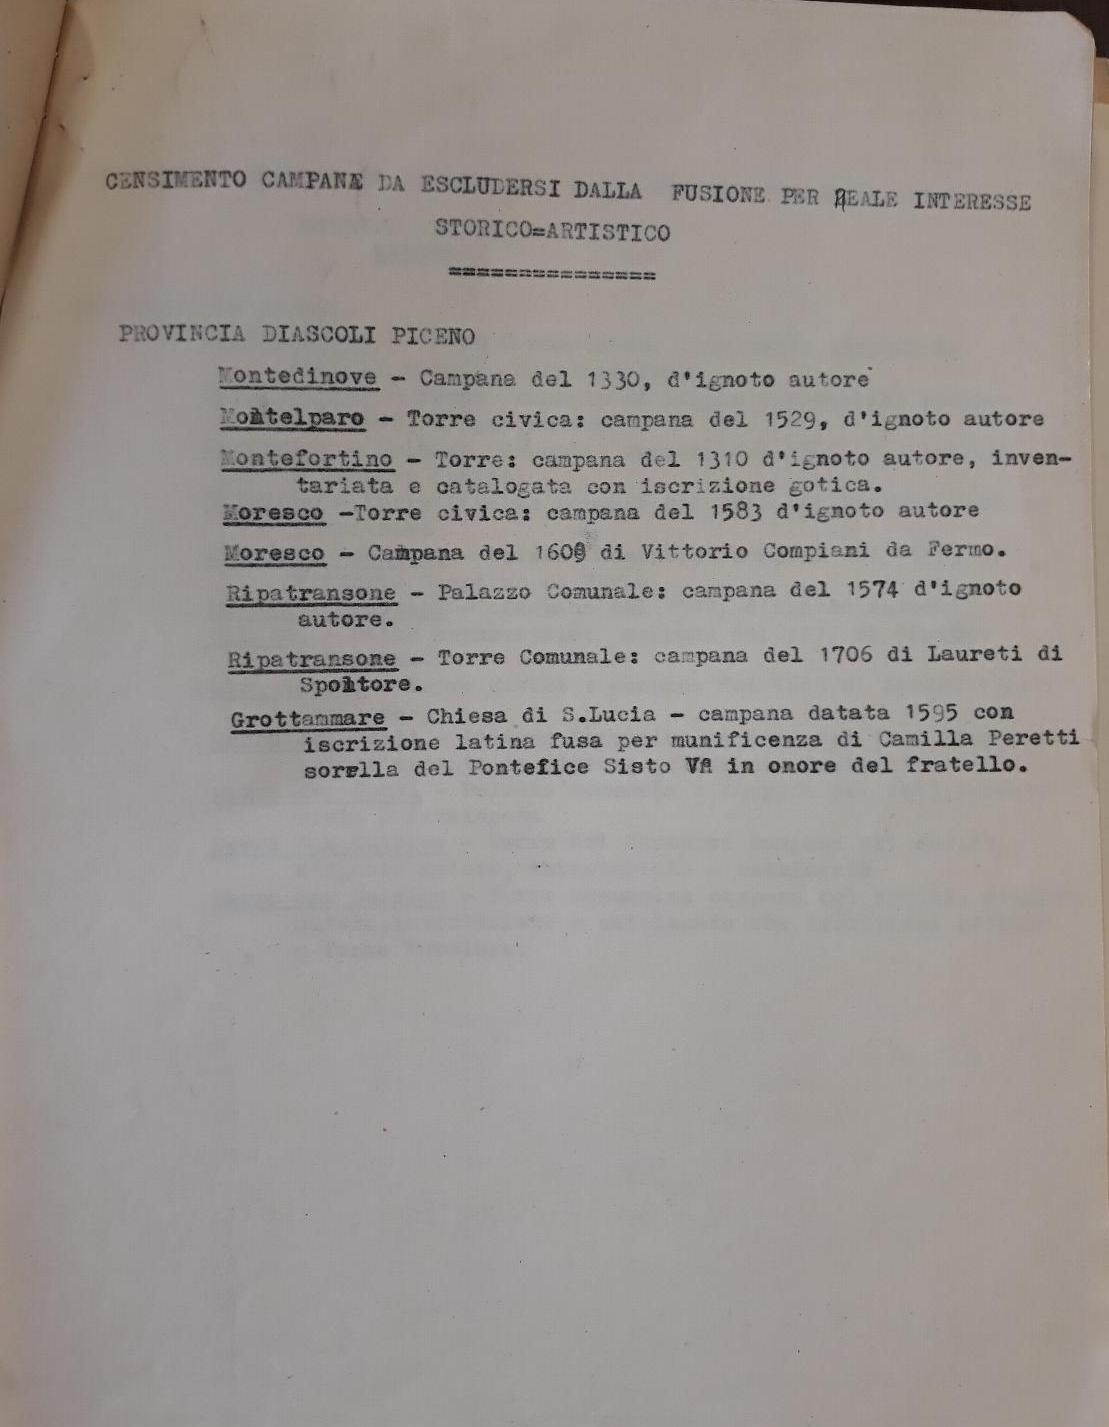 CENSIMENTO CAMPANE DA ESCLUDERSI DALLA FUSIONE PER REALE INTERESSE
STORICO=ARTISTICO
================
PROVINCIA DIASCOLI PICENO
Montedinove - Campana del 1330, d'ignoto autore
Montelparo - Torre civica: campana del 1529, d'ignoto autore
Montefortino - Torre: campana del 1310 d'ignoto autore, inven-
tariata e catalogata con iscrizione gotica.
Moresco -Torre civica: campana del 1583 d'ignoto autore
Moresco - Campana del di Vittorio Compiani da Fermo.
Ripatransone - Palazzo Comunale: campana del 1574 d'ignoto
autore.
Ripatransone - Torre Comunale: campana del 1706 di Laureti di
Spoltore.
Grottammare - Chiesa di S.Lucia - campana datata 1595 con
iscrizione latina fusa per munificenza di Camilla Peretti
sorella del Pontefice Sisto V in onore del fratello.